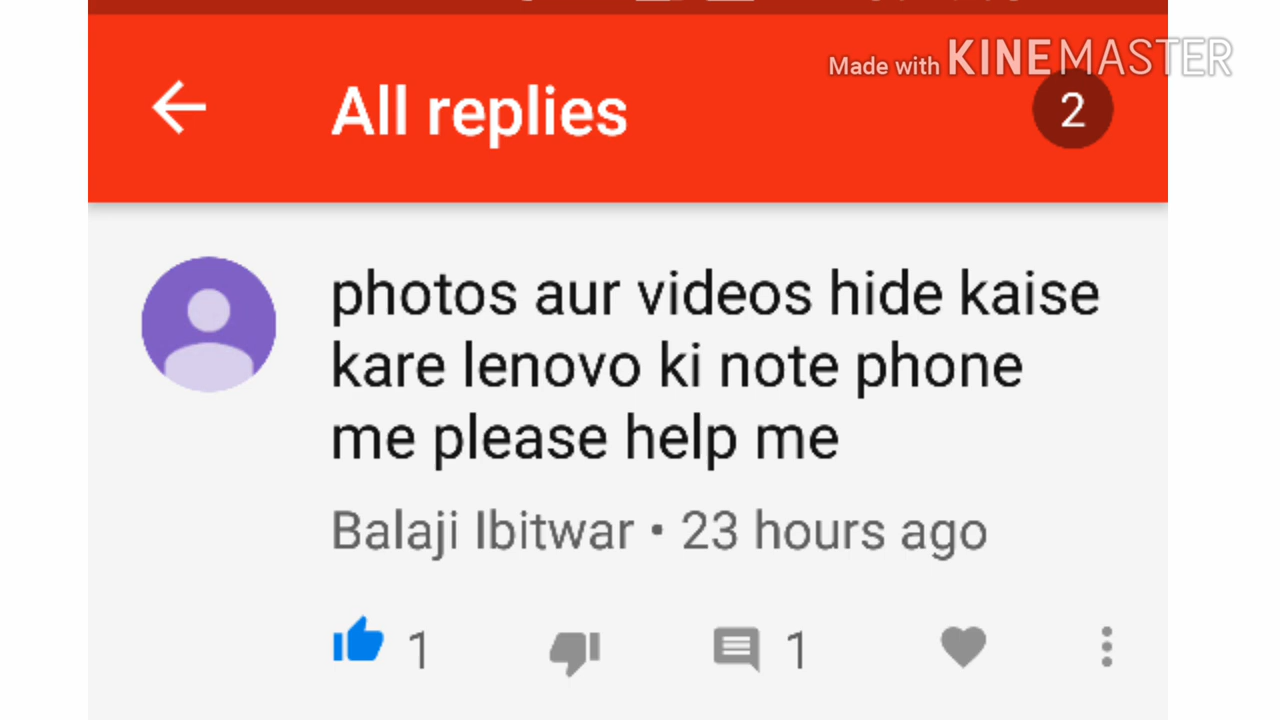 Made with KINEMASTER
All replies
2
photos aur videos hide kaise
kare lenovo ki note phone
me please help me
Balaji Ibitwar • 23 hours ago
1
1